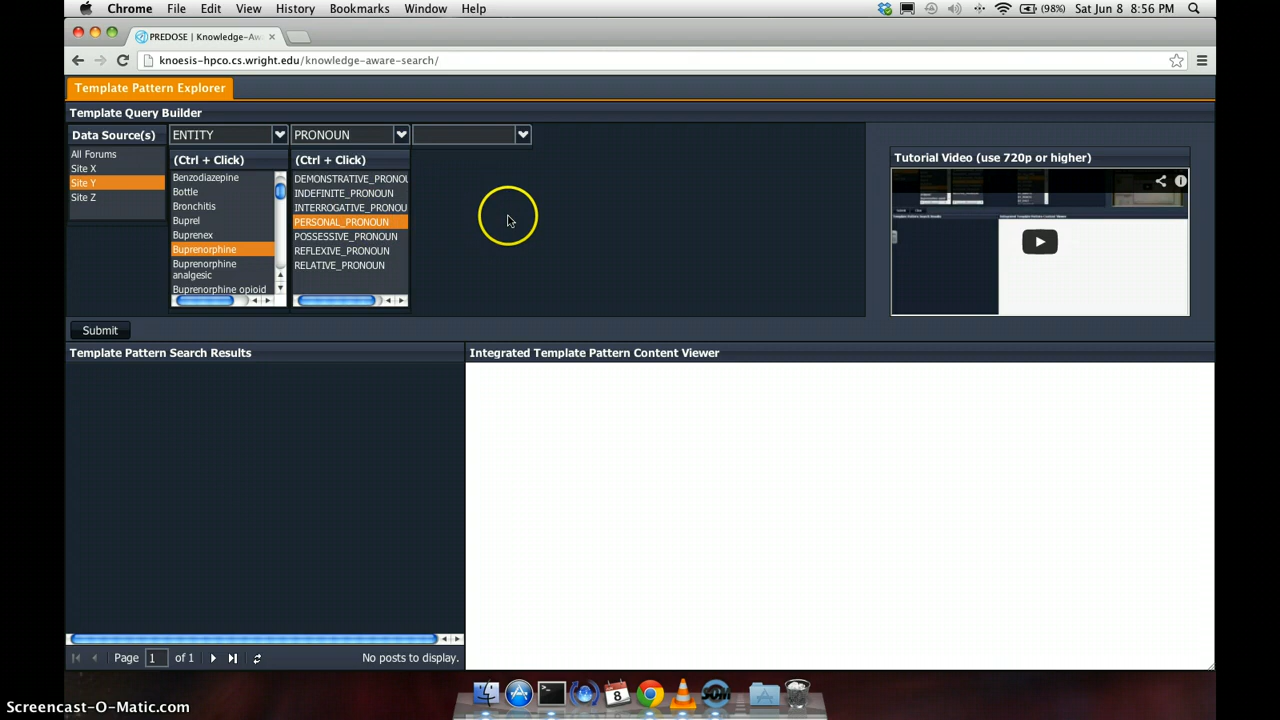 Chrome File Edit View History Bookmarks Window Help (98%) Sat Jun 8 8:56 PM
PREDOSE | Knowledge-Aw
knoesis-hpco.cs.wright.edu/knowledge-aware-search/
Template Pattern Explorer
Template Query Builder
Data Source(s) ENTITY PRONOUN
All Forums
Site X
Site Y
Site Z
(Ctrl + Click)
Benzodiazepine
Bottle
Bronchitis
Buprel
Buprenex
Buprenorphine
Buprenorphine
analgesic
Buprenorphine opioid
(Ctrl + Click)
DEMONSTRATIVE_PRONOU
INDEFINITE_PRONOUN
INTERROGATIVE_PRONOUN
PERSONAL_PRONOUN
POSSESSIVE_PRONOUN
REFLEXIVE_PRONOUN
RELATIVE_PRONOUN
Tutorial Video (use 720p or higher)
Submit
Template Pattern Search Results
Integrated Template Pattern Content Viewer
Page 1 of 1 No posts to display.
8
SOM
Screencast-O-Matic.com